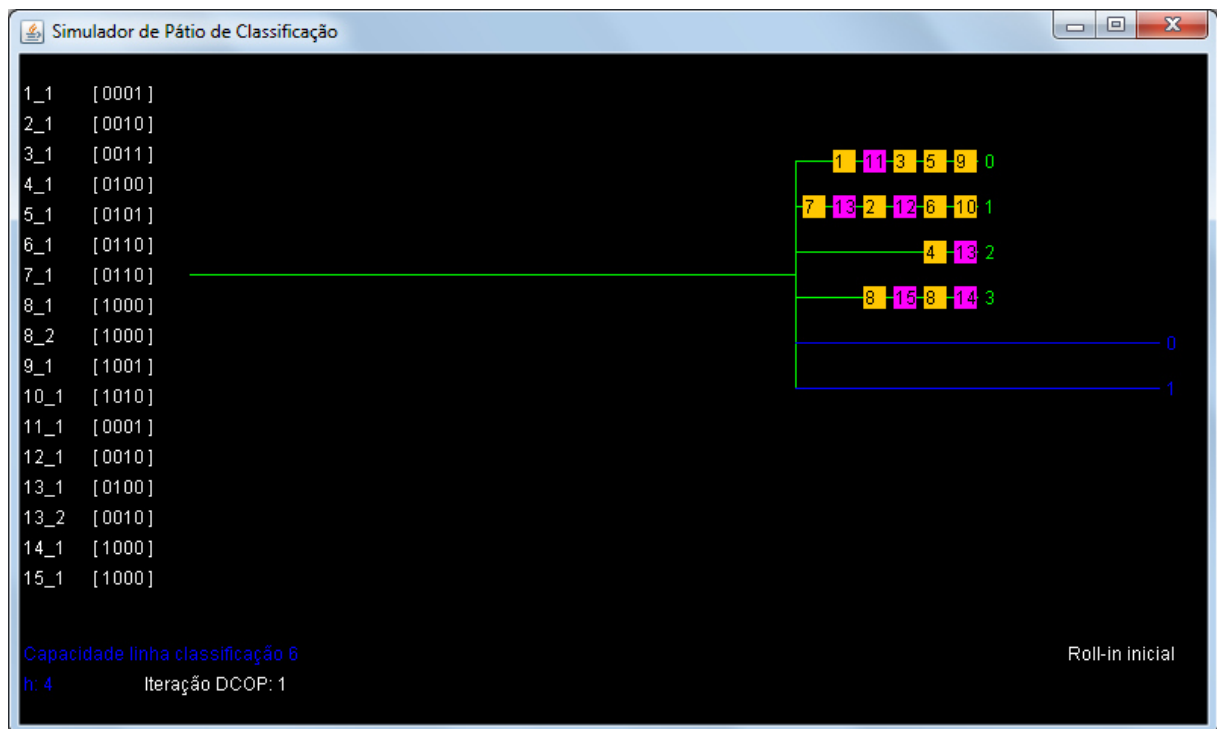 Simulador de Pátio de Classificação
1_1 [0001]
2_1 [0010]
3_1 [0011]
4_1 [0100]
5_1 [0101]
6_1 [0110]
7_1 [0110]
8_1 [1000]
8_2 [1000]
9_1 [1001]
10_1 [1010]
11_1 [0001]
12_1 [0010]
13_1 [0100]
13_2 [0010]
14_1 [1000]
15_1 [1000]
1 11 3 5 9 0
7 13 2 12 6 10 1
4 13 2
8 15 8 14 3
0
1
Capacidade linha classificação 6
Roll-in inicial
h: 4 Iteração DCOP: 1